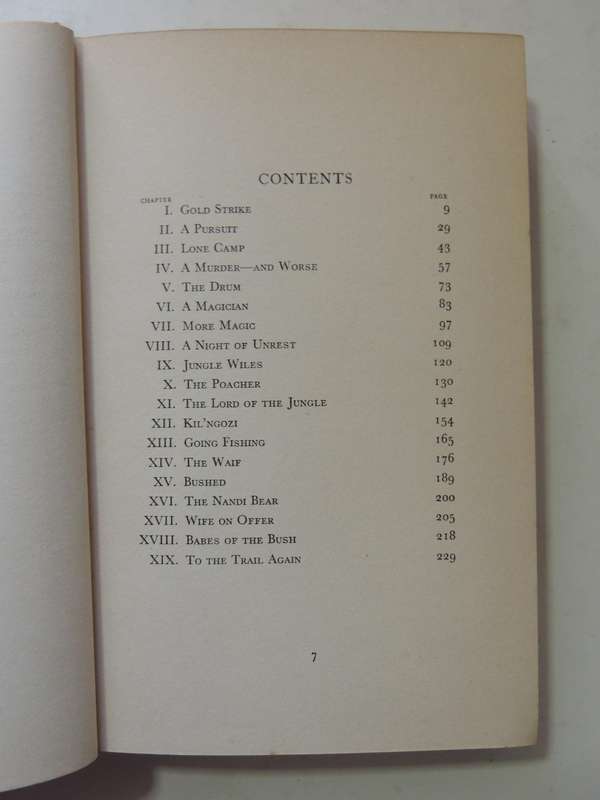 CONTENTS
CHAPTER PAGE
I. Gold Strike 9
II. A Pursuit 29
III. Lone Camp 43
IV. A Murder—and Worse 57
V. The Drum 73
VI. A Magician 83
VII. More Magic 97
VIII. A Night of Unrest 109
IX. Jungle Wiles 120
X. The Poacher 130
XI. The Lord of the Jungle 142
XII. Kil'ngozi 154
XIII. Going Fishing 165
XIV. The Waif 176
XV. Bushed 189
XVI. The Nandi Bear 200
XVII. Wife on Offer 205
XVIII. Babes of the Bush 218
XIX. To the Trail Again 229
7